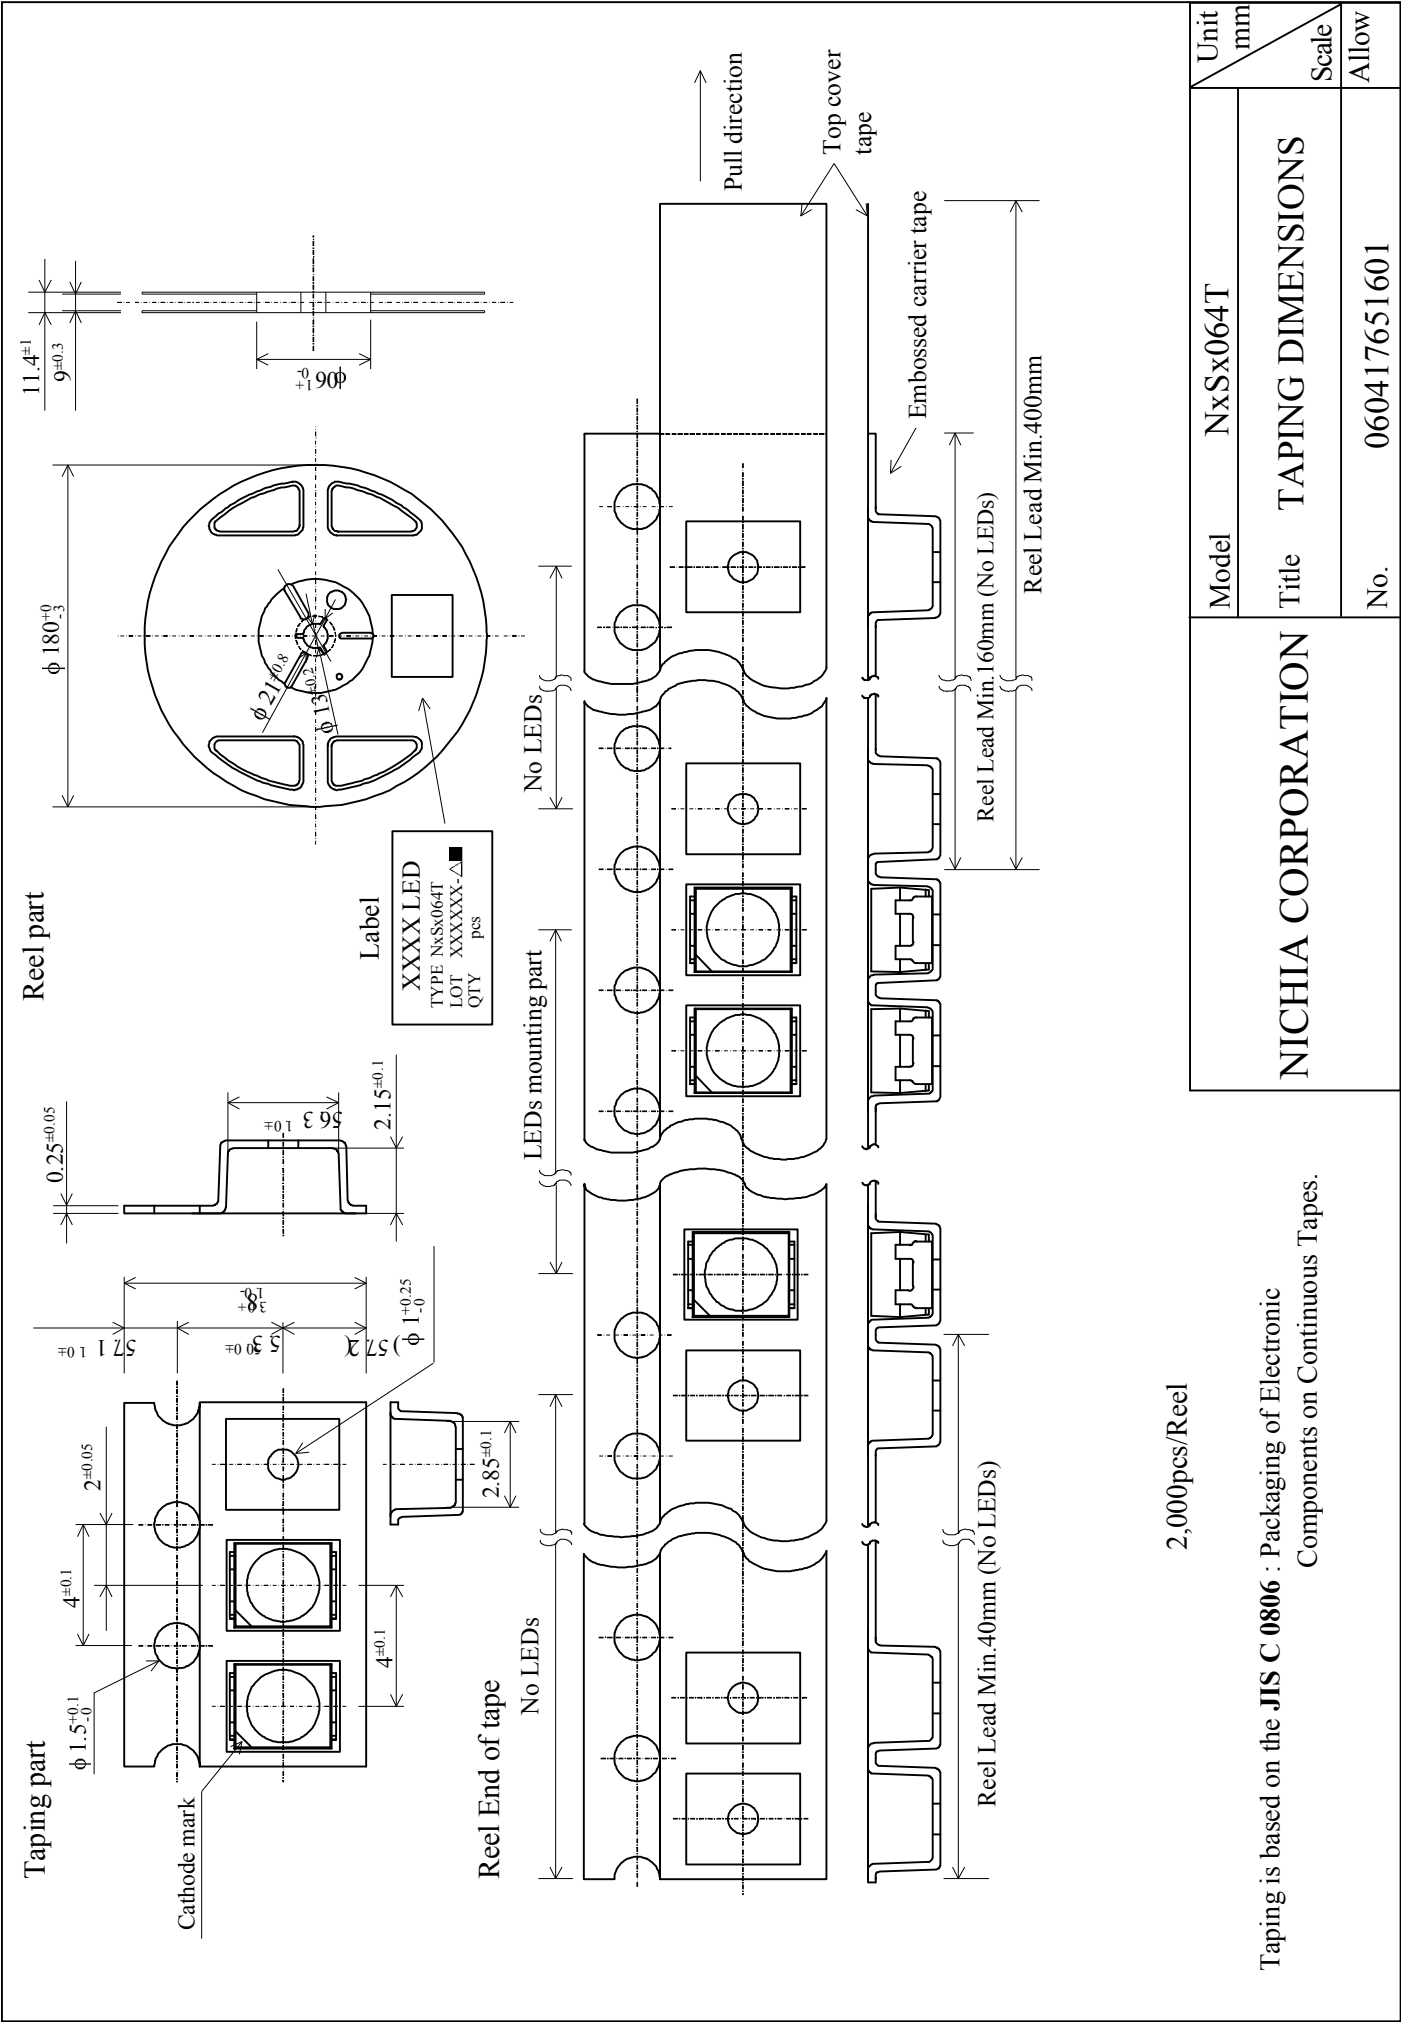 Taping part
Cathode mark
φ 1.5+0.1-0
4±0.1
2±0.05
4±0.1
2.85±0.1
φ 1+0.25-0
0.25±0.05
2.15±0.1
Reel part
φ 180+0-3
φ 21±0.8
φ 13±0.2
11.4±1
9±0.3
Label
XXXX LED
TYPE NxSx064T
LOT XXXXXX-△■
QTY pcs
Reel End of tape
No LEDs
LEDs mounting part
No LEDs
Pull direction
Top cover
tape
Embossed carrier tape
Reel Lead Min.40mm (No LEDs)
Reel Lead Min.160mm (No LEDs)
Reel Lead Min.400mm
2,000pcs/Reel
Taping is based on the JIS C 0806 : Packaging of Electronic
Components on Continuous Tapes.
NICHIA CORPORATION
Model NxSx064T
Title TAPING DIMENSIONS
No. 060417651601
Unit
mm
Scale
Allow